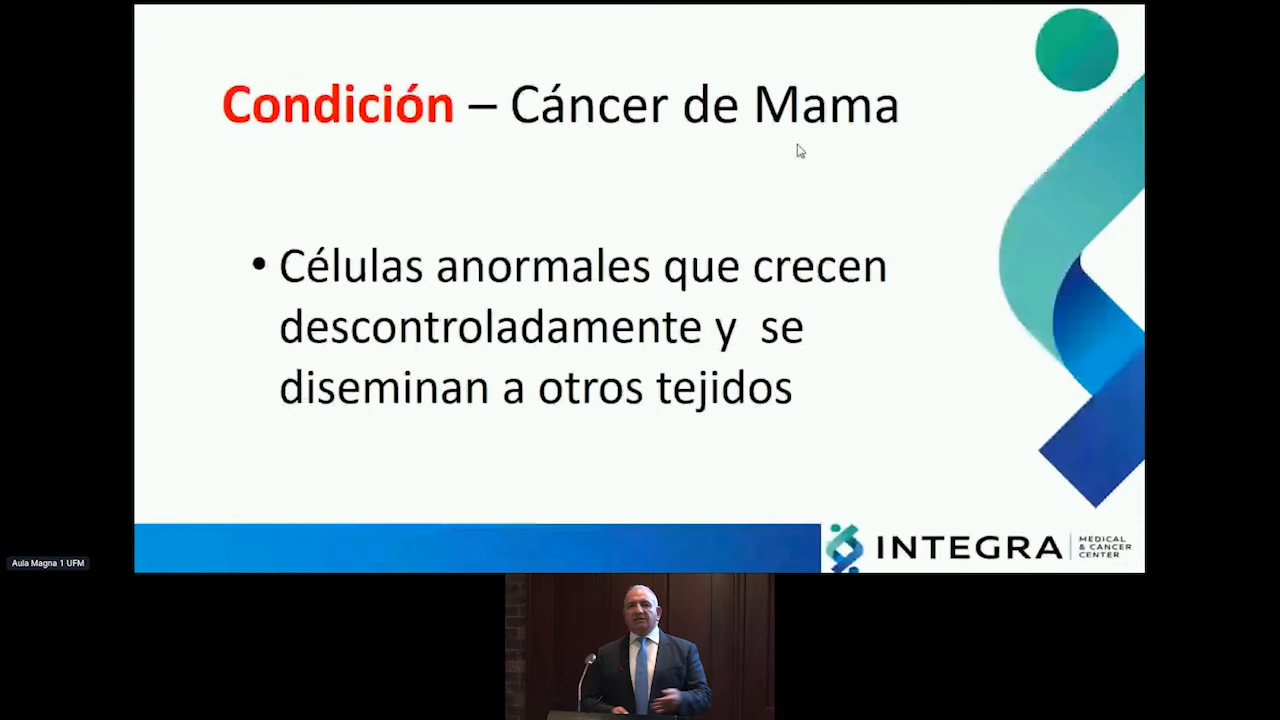 Condición – Cáncer de Mama
• Células anormales que crecen
descontroladamente y se
diseminan a otros tejidos
INTEGRA
MEDICAL
& CANCER
CENTER
Aula Magna 1 UFM